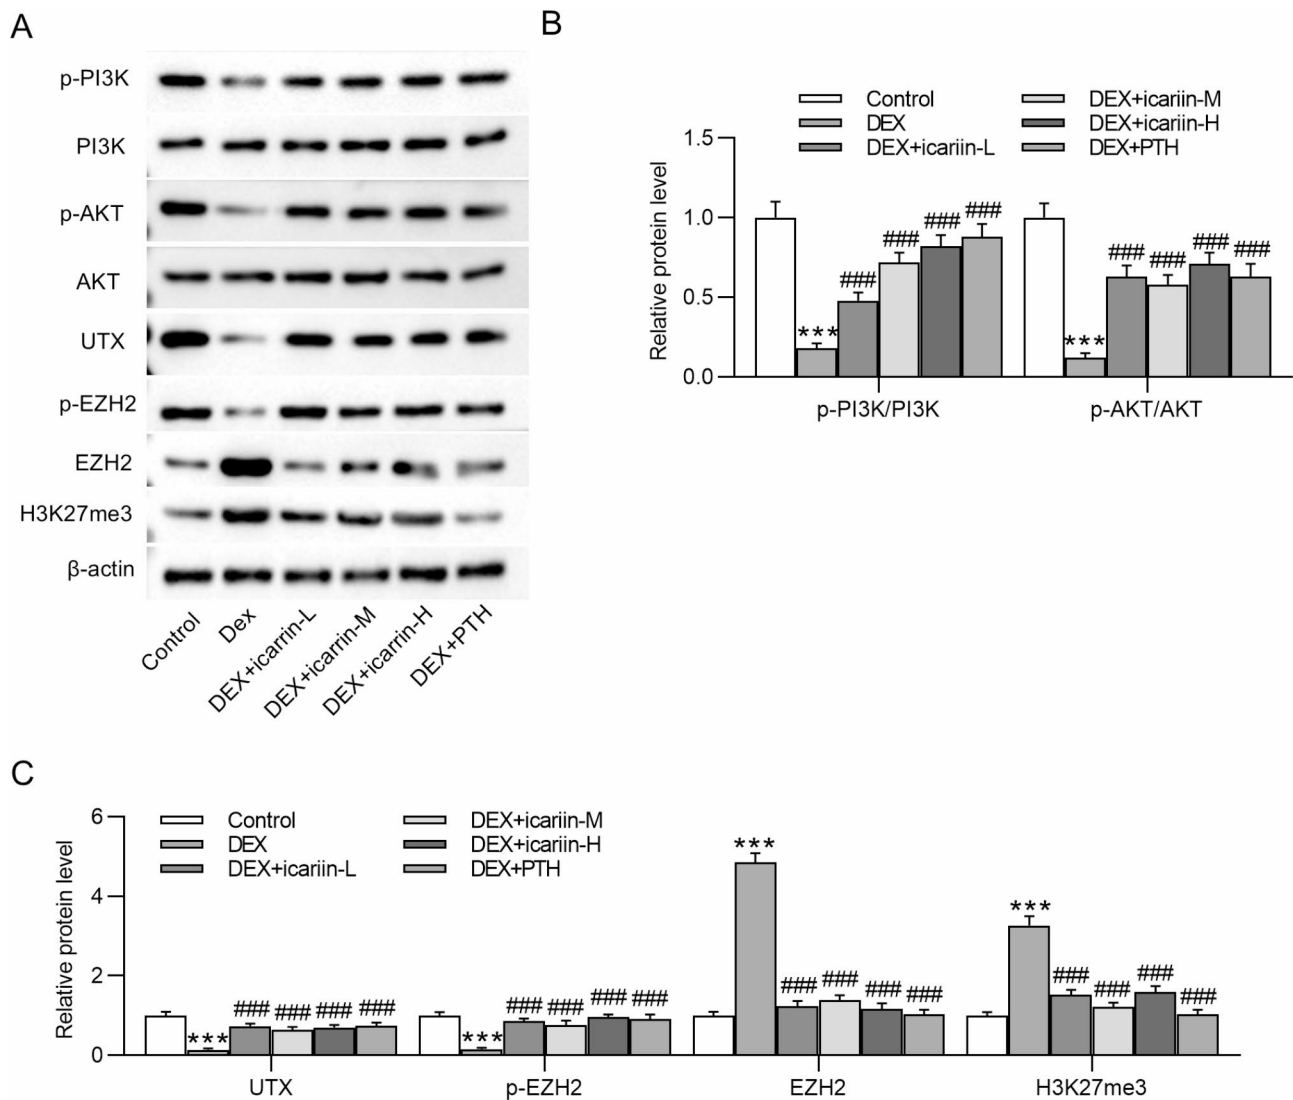 A
p-PI3K
PI3K
p-AKT
AKT
UTX
p-EZH2
EZH2
H3K27me3
β-actin
Control
Dex
DEX+icarrin-L
DEX+icarrin-M
DEX+icarrin-H
DEX+PTH
B
Control
DEX
DEX+icariin-L
DEX+icariin-M
DEX+icariin-H
DEX+PTH
Relative protein level
1.5
1.0
0.5
0.0
*** ### ### ### ###
*** ### ### ### ###
p-PI3K/PI3K
p-AKT/AKT
C
Control
DEX
DEX+icariin-L
DEX+icariin-M
DEX+icariin-H
DEX+PTH
Relative protein level
6
4
2
0
*** ### ### ### ###
*** ### ### ### ###
*** ### ### ### ###
*** ### ### ### ###
UTX
p-EZH2
EZH2
H3K27me3